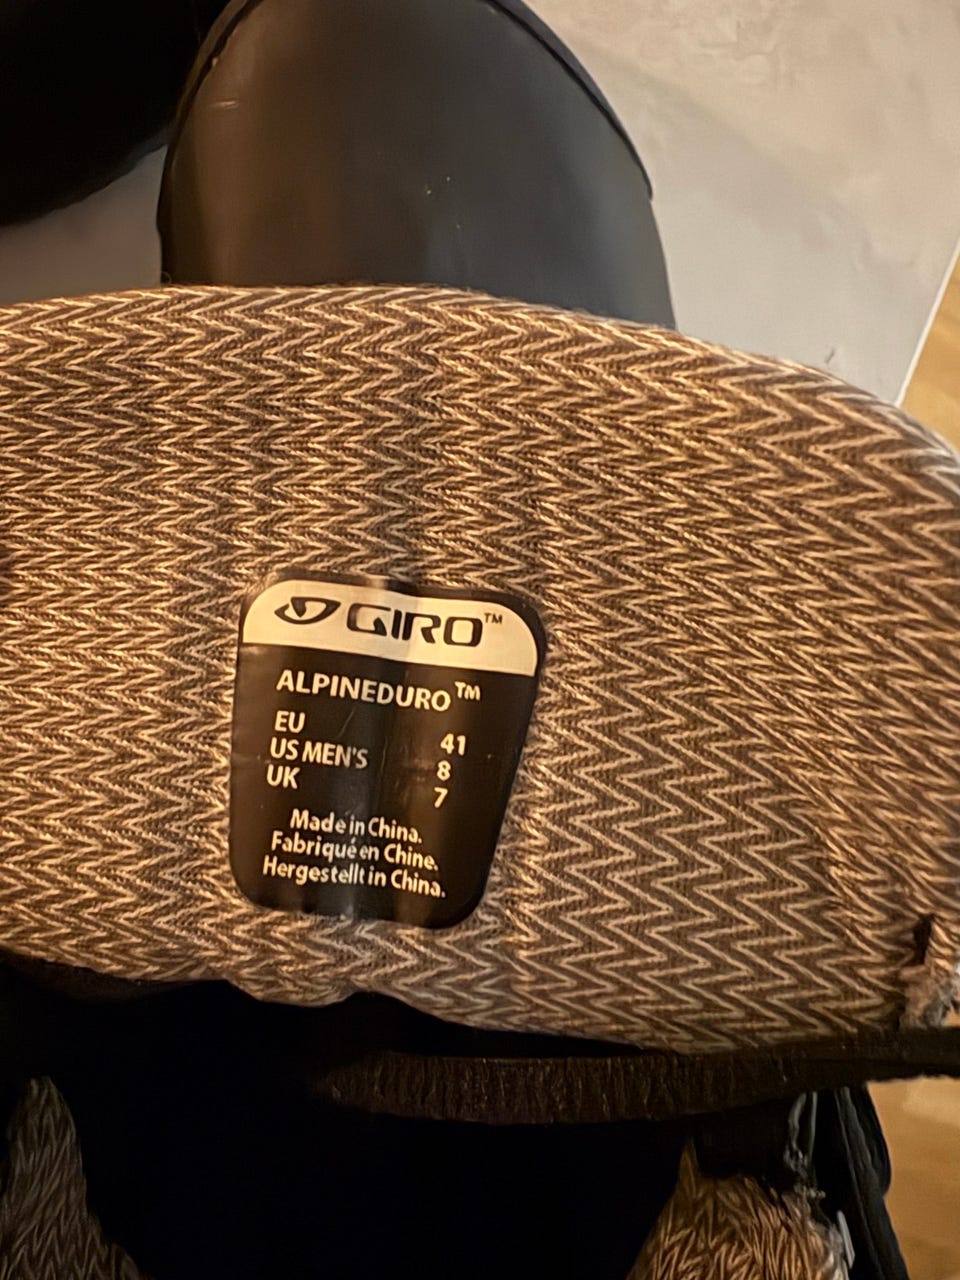 GIRO™
ALPINEDURO™
EU 41
US MEN'S 8
UK 7
Made in China.
Fabriqué en Chine.
Hergestellt in China.